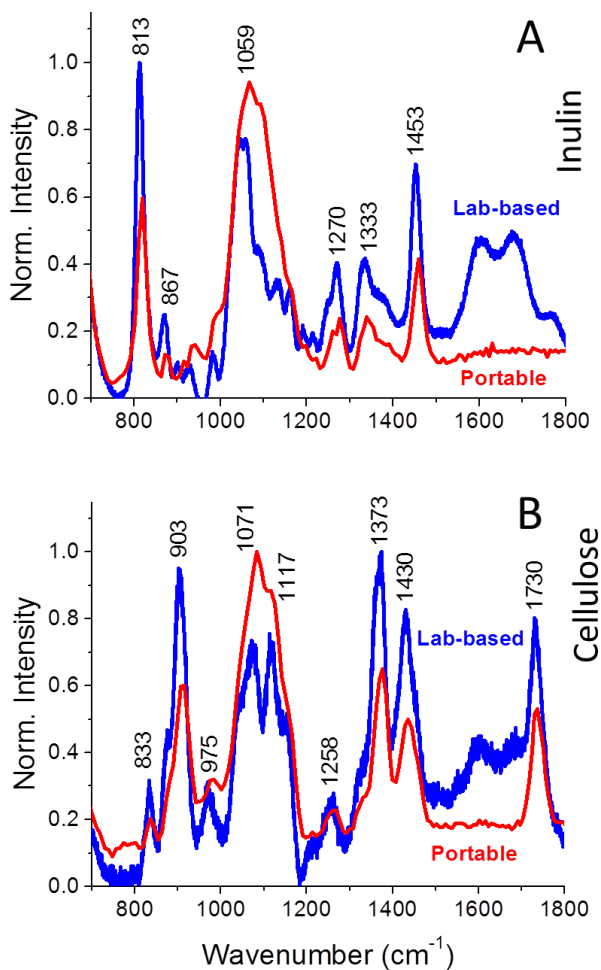 A
Inulin
Norm. Intensity
1.0
0.8
0.6
0.4
0.2
0.0
813
867
1059
1270
1333
1453
Lab-based
Portable
800 1000 1200 1400 1600 1800
B
Cellulose
Norm. Intensity
1.0
0.8
0.6
0.4
0.2
0.0
833
903
975
1071
1117
1258
1373
1430
1730
Lab-based
Portable
800 1000 1200 1400 1600 1800
Wavenumber (cm⁻¹)